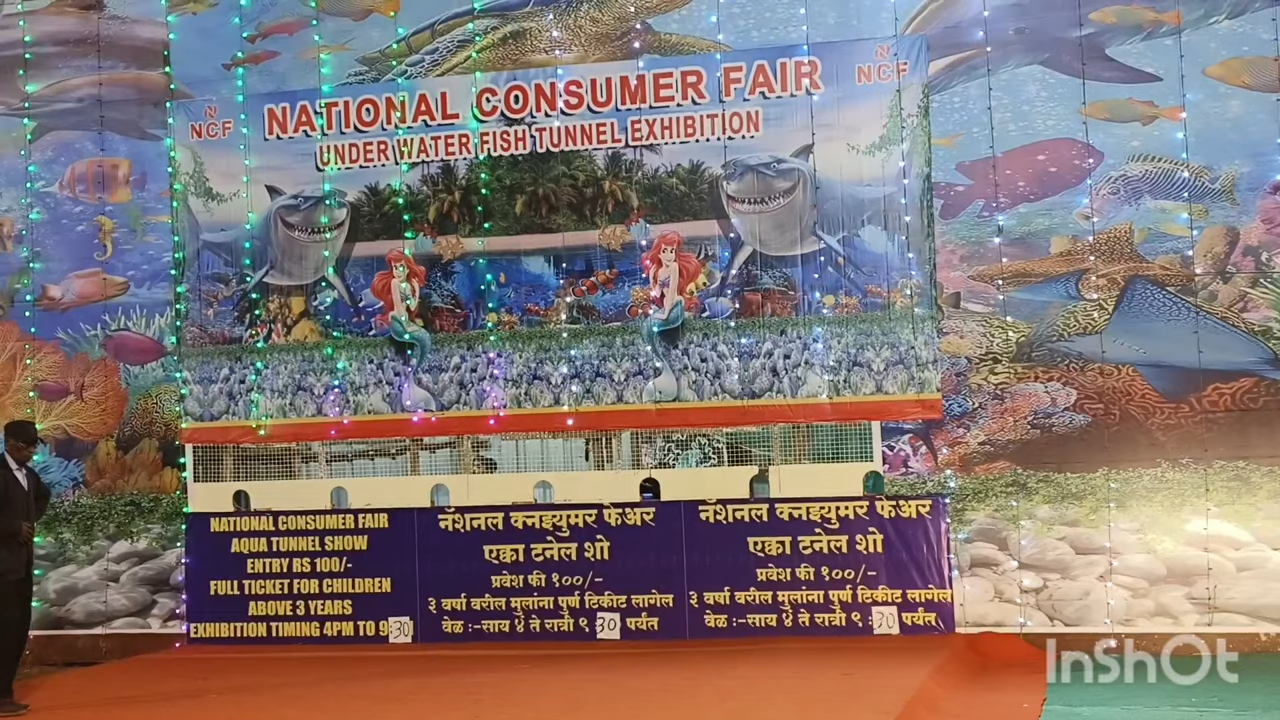 N
NCF
NATIONAL CONSUMER FAIR
UNDER WATER FISH TUNNEL EXHIBITION
N
NCF
NATIONAL CONSUMER FAIR
AQUA TUNNEL SHOW
ENTRY RS 100/-
FULL TICKET FOR CHILDREN
ABOVE 3 YEARS
EXHIBITION TIMING 4PM TO 9:30
नॅशनल क्नझ्युमर फेअर
एक्वा टनेल शो
प्रवेश फी १००/-
३ वर्षा वरील मुलांना पुर्ण टिकीट लागेल
वेळ :-साय ४ ते रात्री ९ 30 पर्यंत
नॅशनल क्नझ्युमर फेअर
एक्वा टनेल शो
प्रवेश फी १००/-
३ वर्षा वरील मुलांना पुर्ण टिकीट लागेल
वेळ :-साय ४ ते रात्री ९ :30 पर्यंत
InShOt